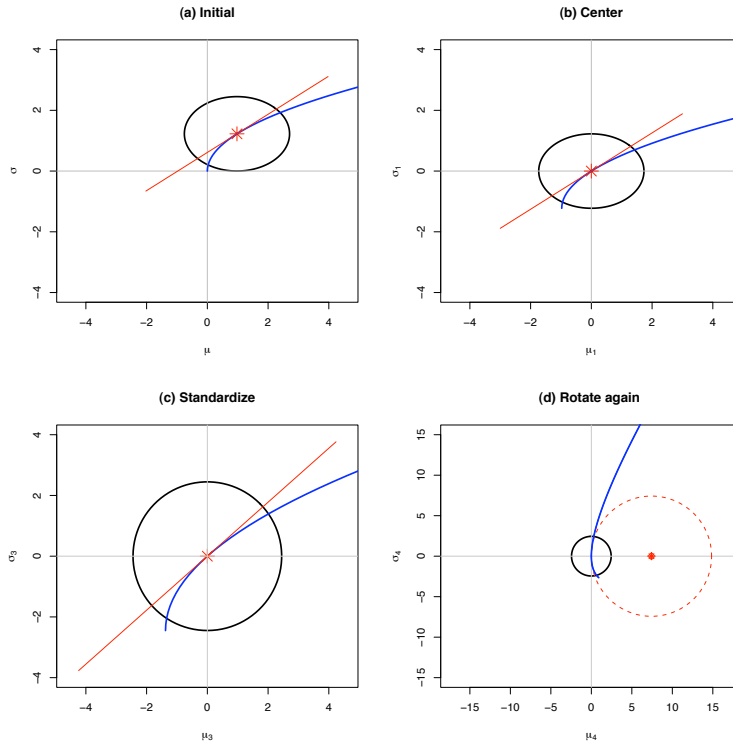 (a) Initial
4
2
0
−2
−4
σ
−4 −2 0 2 4
μ
(b) Center
4
2
0
−2
−4
σ1
−4 −2 0 2 4
μ1
(c) Standardize
4
2
0
−2
−4
σ3
−4 −2 0 2 4
μ3
(d) Rotate again
15
10
5
0
−5
−10
−15
σ4
−15 −10 −5 0 5 10 15
μ4